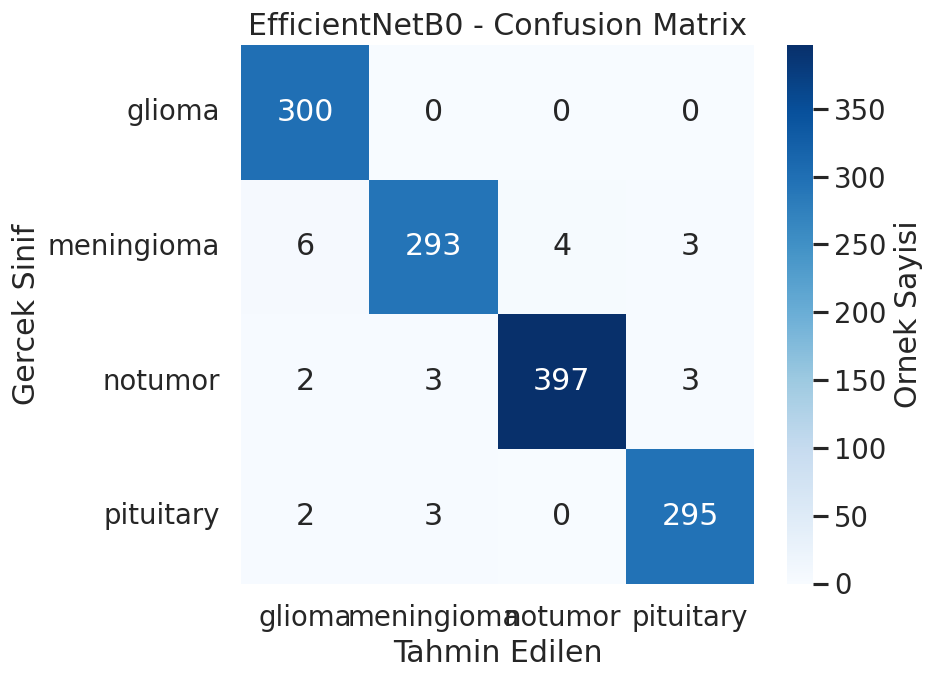 EfficientNetB0 - Confusion Matrix
Gercek Sinif
glioma 300 0 0 0
meningioma 6 293 4 3
notumor 2 3 397 3
pituitary 2 3 0 295
glioma meningioma notumor pituitary
Tahmin Edilen
350
300
250
200
150
100
50
0
Ornek Sayisi